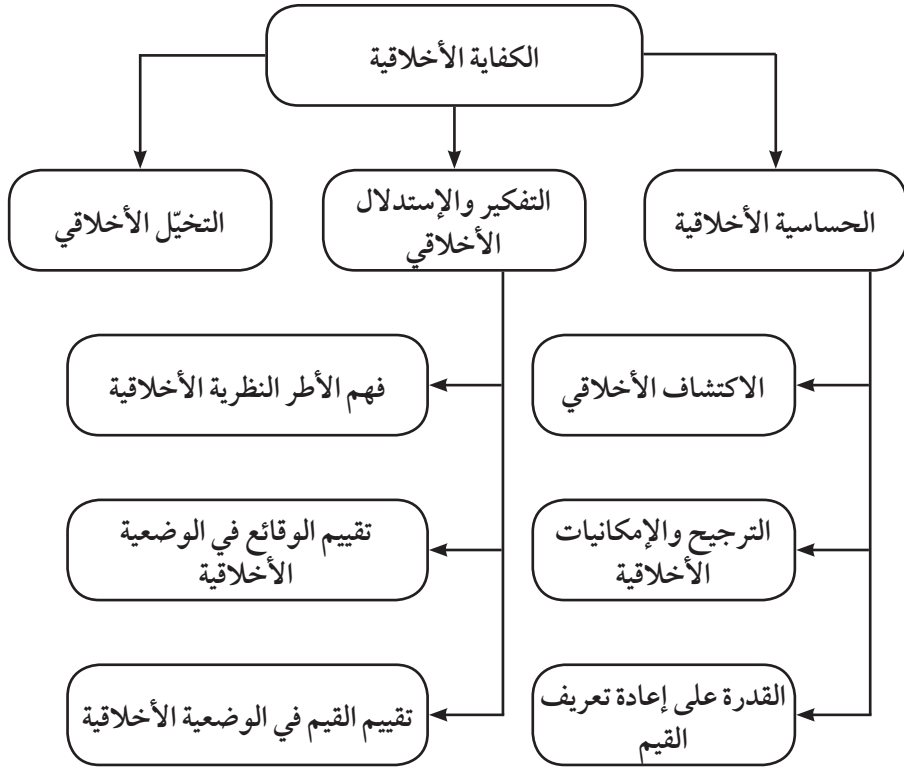 الكفاية الأخلاقية
الحساسية الأخلاقية
التفكير والإستدلال
الأخلاقي
التخيّل الأخلاقي
الاكتشاف الأخلاقي
فهم الأطر النظرية الأخلاقية
الترجيح والإمكانيات
الأخلاقية
تقييم الوقائع في الوضعية
الأخلاقية
القدرة على إعادة تعريف
القيم
تقييم القيم في الوضعية الأخلاقية